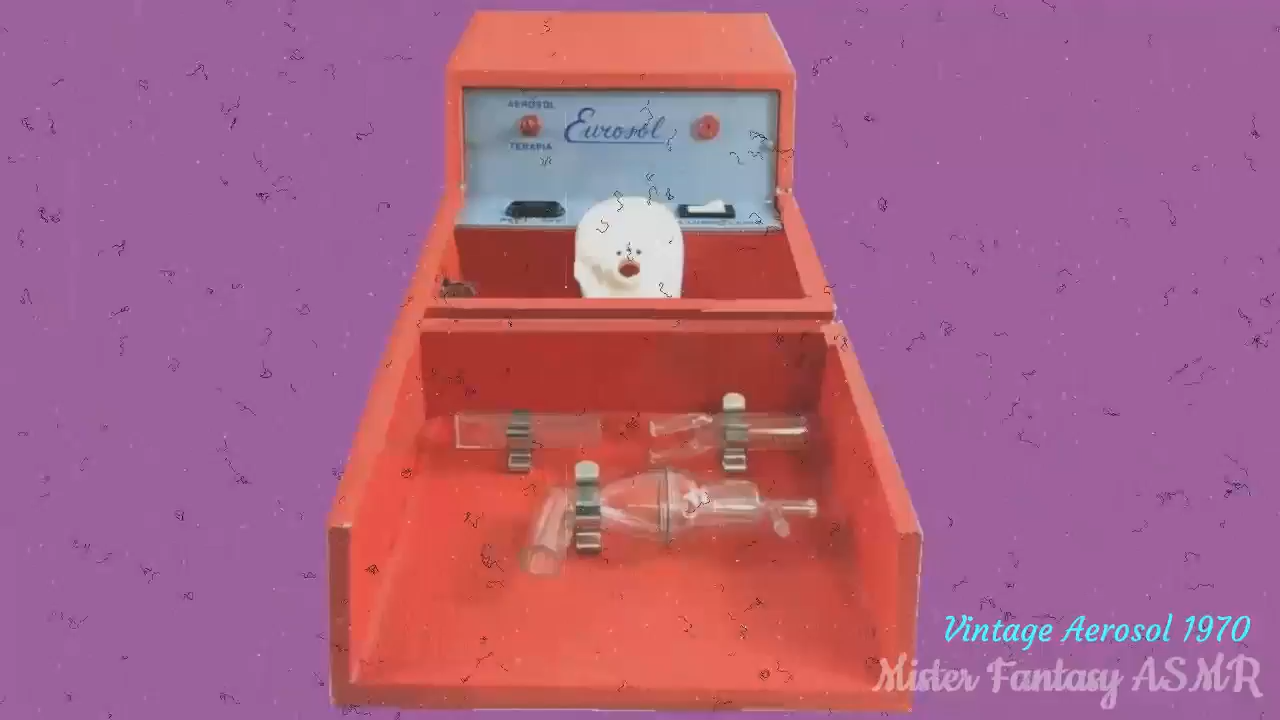 AEROSOL
Eurosol
TERAPIA
Vintage Aerosol 1970
Mister Fantasy ASMR